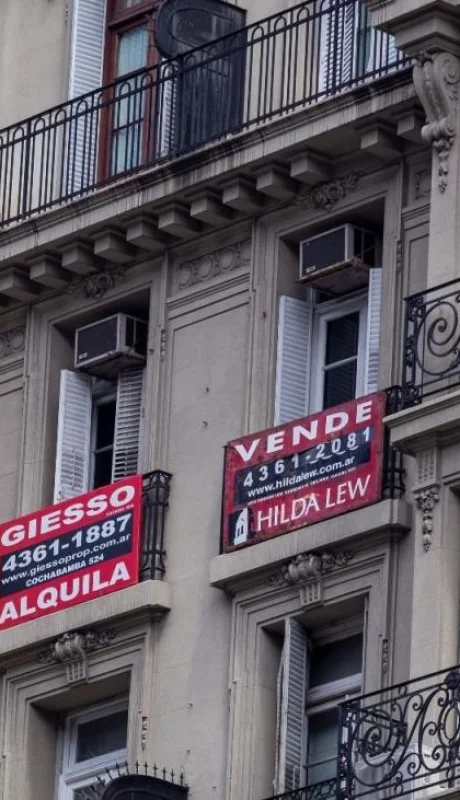 GIESSO
4361-1887
www.giessoprop.com.ar
COCHABAMBA 524
ALQUILA
VENDE
4361-2081
www.hildalew.com.ar
HILDA LEW